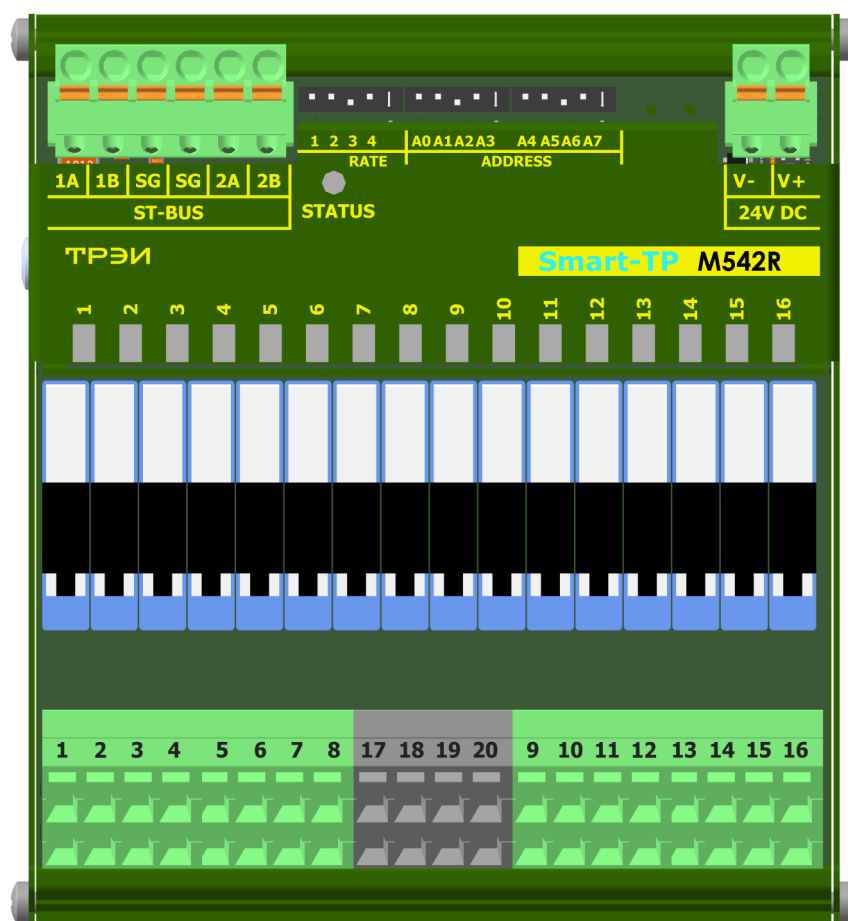 1 2 3 4 A0 A1 A2 A3 A4 A5 A6 A7
RATE ADDRESS
1A 1B SG SG 2A 2B V- V+
ST-BUS STATUS 24V DC
ТРЭИ Smart-TP M542R
1 2 3 4 5 6 7 8 9 10 11 12 13 14 15 16
1 2 3 4 5 6 7 8 17 18 19 20 9 10 11 12 13 14 15 16